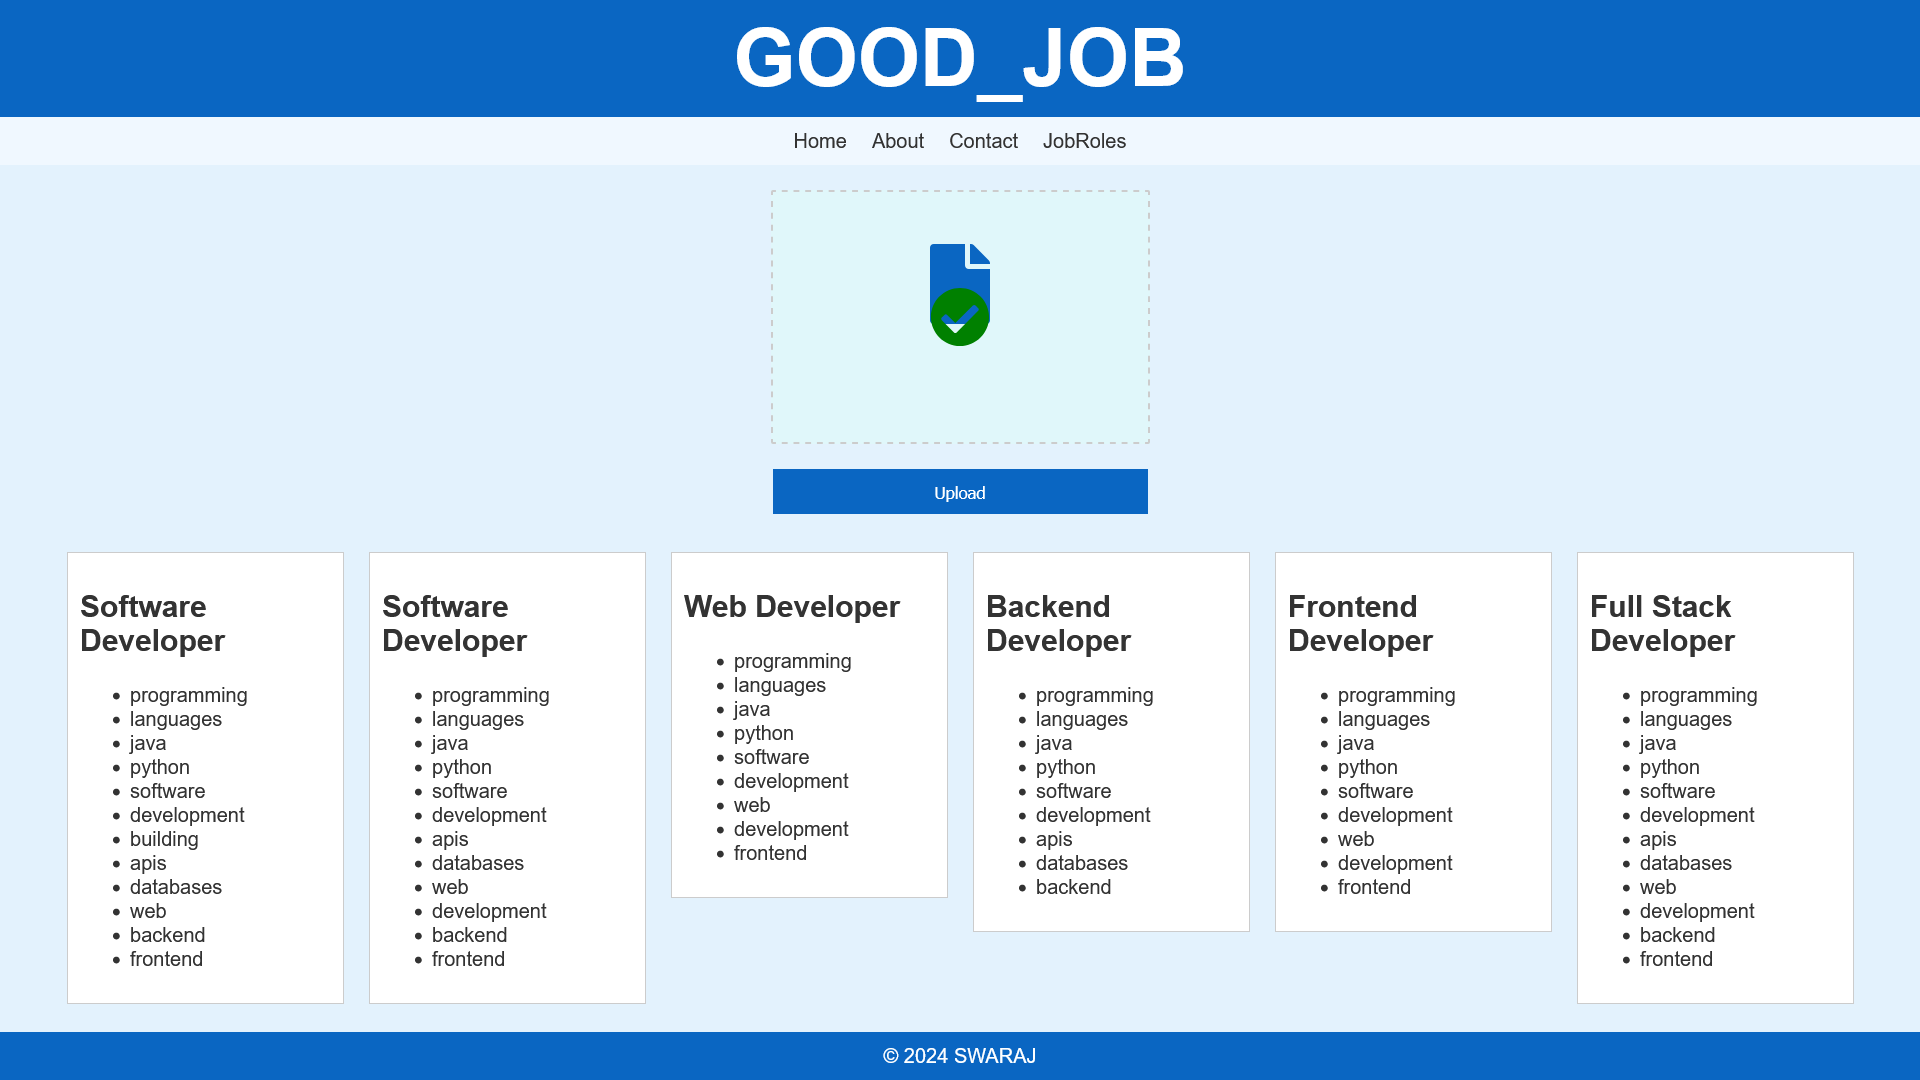 GOOD_JOB
Home About Contact JobRoles
Upload
Software
Developer
• programming
• languages
• java
• python
• software
• development
• building
• apis
• databases
• web
• backend
• frontend
Software
Developer
• programming
• languages
• java
• python
• software
• development
• apis
• databases
• web
• development
• backend
• frontend
Web Developer
• programming
• languages
• java
• python
• software
• development
• web
• development
• frontend
Backend
Developer
• programming
• languages
• java
• python
• software
• development
• apis
• databases
• backend
Frontend
Developer
• programming
• languages
• java
• python
• software
• development
• web
• development
• frontend
Full Stack
Developer
• programming
• languages
• java
• python
• software
• development
• apis
• databases
• web
• development
• backend
• frontend
© 2024 SWARAJ